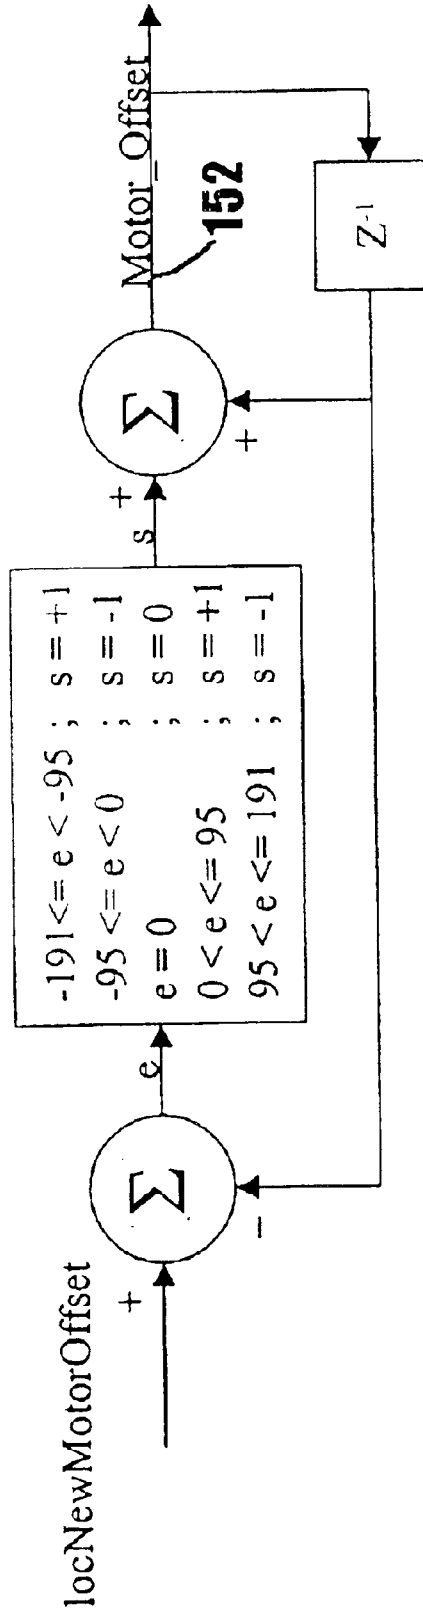 locNewMotorOffset
+
Σ
-
e
-191<= e < -95 ; s = +1
-95 <= e < 0 ; s = -1
e = 0 ; s = 0
0 < e <= 95 ; s = +1
95 < e <= 191 ; s = -1
s
+
Σ
+
Motor_Offset
152
Z-1